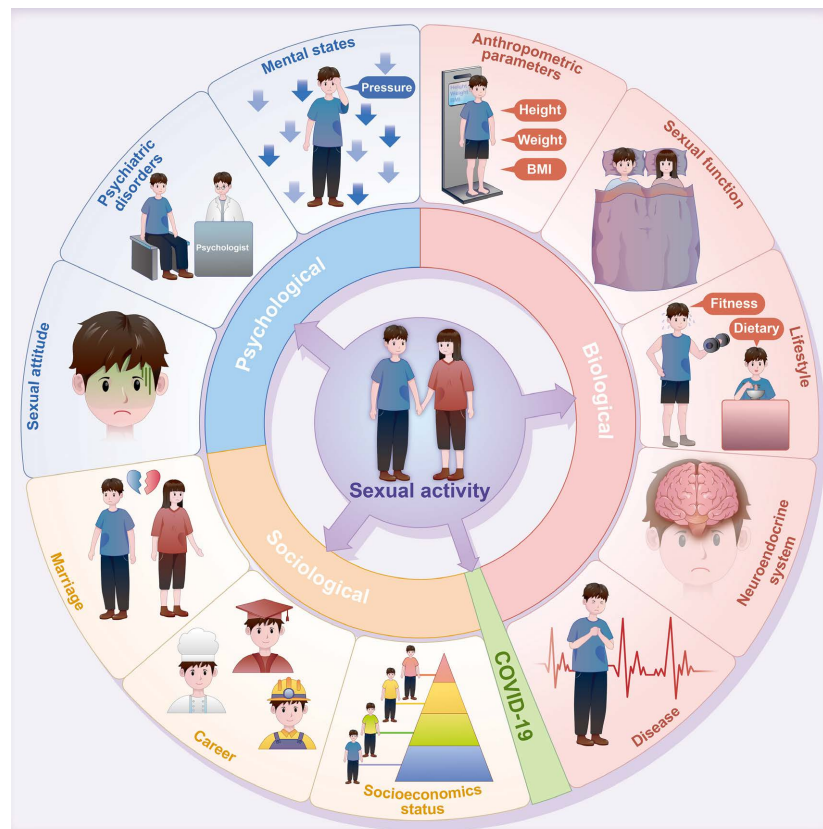 Mental states
Pressure
Anthropometric
parameters
Height
Weight
BMI
Sexual function
Fitness
Dietary
Lifestyle
Neuroendocrine
system
Disease
COVID-19
Socioeconomics
status
Career
Marriage
Sexual attitude
Psychiatric
disorders
Psychologist
Psychological
Biological
Sociological
Sexual activity